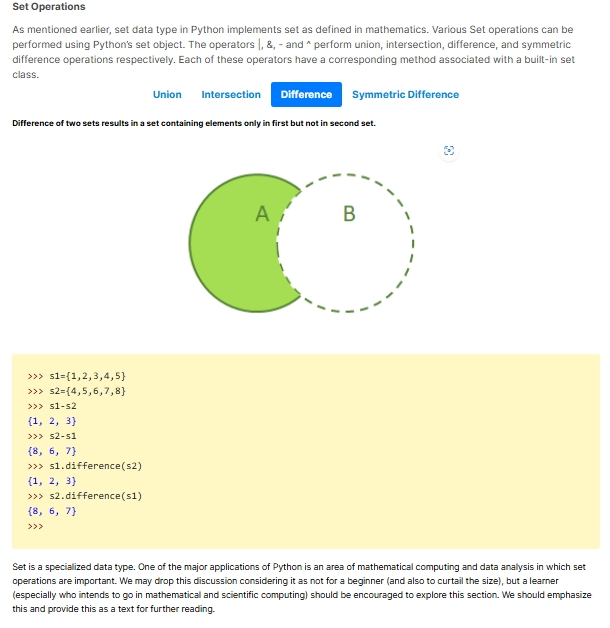 Set Operations
As mentioned earlier, set data type in Python implements set as defined in mathematics. Various Set operations can be
performed using Python's set object. The operators |, &, - and ^ perform union, intersection, difference, and symmetric
difference operations respectively. Each of these operators have a corresponding method associated with a built-in set
class.
Union Intersection Difference Symmetric Difference
Difference of two sets results in a set containing elements only in first but not in second set.
A B
>>> s1={1,2,3,4,5}
>>> s2={4,5,6,7,8}
>>> s1-s2
{1, 2, 3}
>>> s2-s1
{8, 6, 7}
>>> s1.difference(s2)
{1, 2, 3}
>>> s2.difference(s1)
{8, 6, 7}
>>>
Set is a specialized data type. One of the major applications of Python is an area of mathematical computing and data analysis in which set
operations are important. We may drop this discussion considering it as not for a beginner (and also to curtail the size), but a learner
(especially who intends to go in mathematical and scientific computing) should be encouraged to explore this section. We should emphasize
this and provide this as a text for further reading.